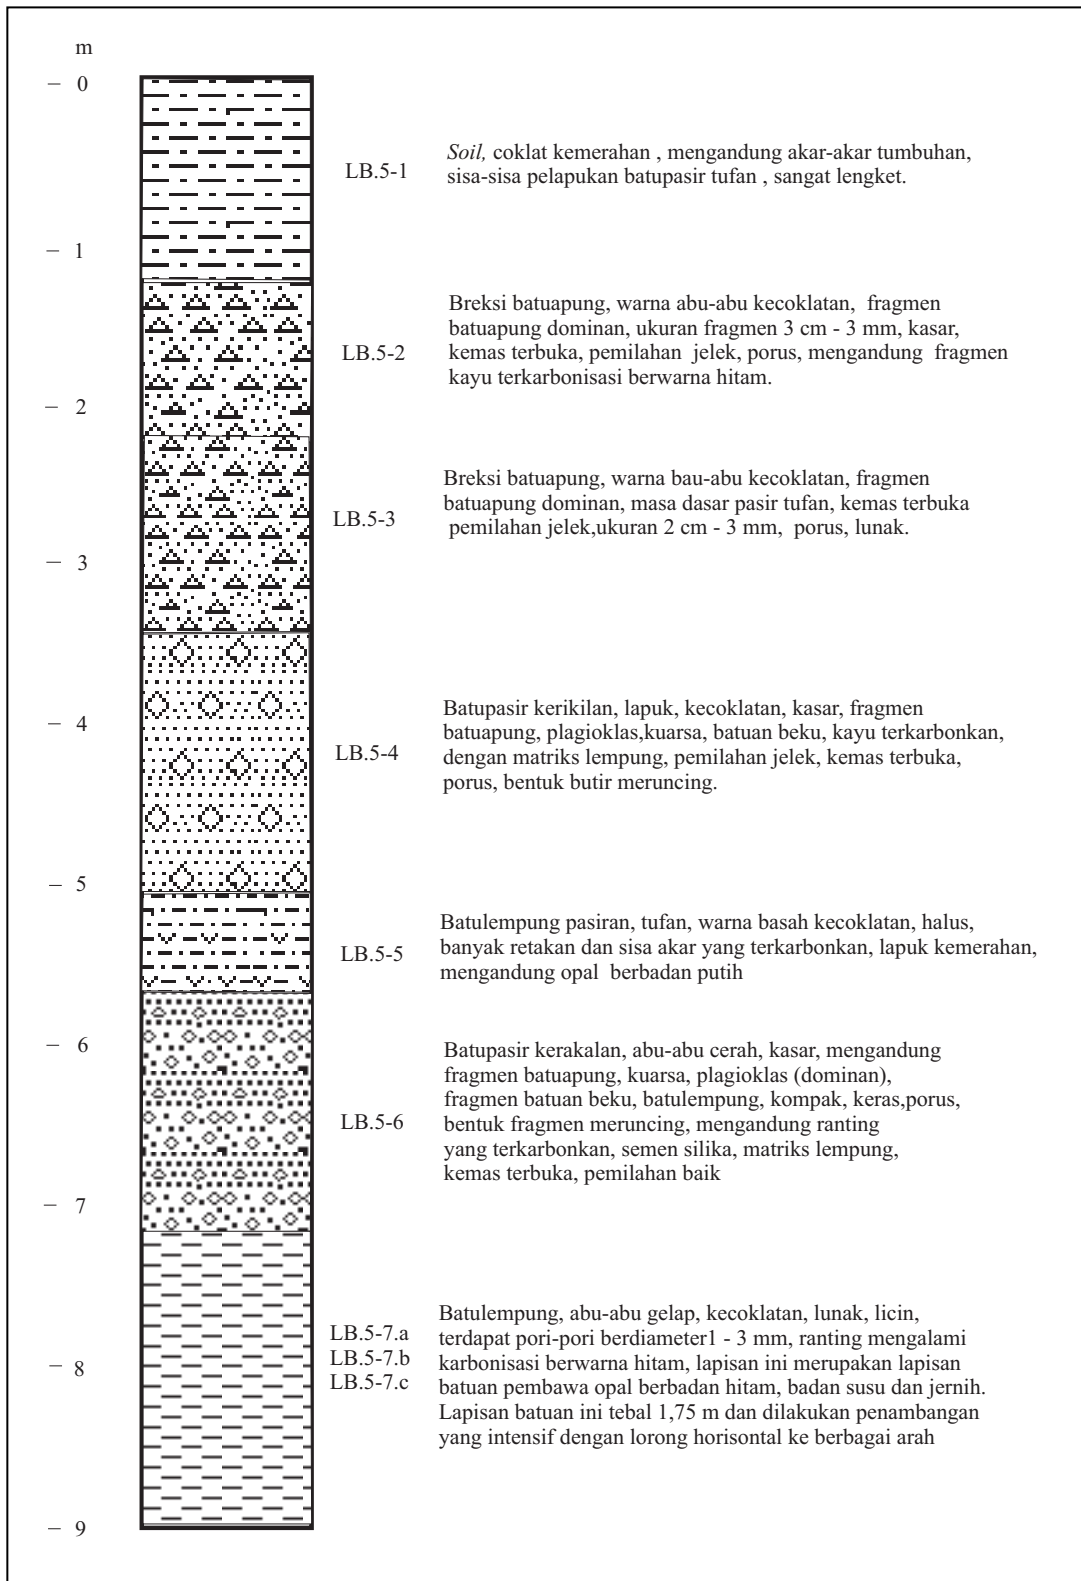 m
– 0
LB.5-1
Soil, coklat kemerahan , mengandung akar-akar tumbuhan,
sisa-sisa pelapukan batupasir tufan , sangat lengket.
– 1
LB.5-2
Breksi batuapung, warna abu-abu kecoklatan, fragmen
batuapung dominan, ukuran fragmen 3 cm - 3 mm, kasar,
kemas terbuka, pemilahan jelek, porus, mengandung fragmen
kayu terkarbonisasi berwarna hitam.
– 2
LB.5-3
Breksi batuapung, warna bau-abu kecoklatan, fragmen
batuapung dominan, masa dasar pasir tufan, kemas terbuka
pemilahan jelek,ukuran 2 cm - 3 mm, porus, lunak.
– 3
– 4
LB.5-4
Batupasir kerikilan, lapuk, kecoklatan, kasar, fragmen
batuapung, plagioklas,kuarsa, batuan beku, kayu terkarbonkan,
dengan matriks lempung, pemilahan jelek, kemas terbuka,
porus, bentuk butir meruncing.
– 5
LB.5-5
Batulempung pasiran, tufan, warna basah kecoklatan, halus,
banyak retakan dan sisa akar yang terkarbonkan, lapuk kemerahan,
mengandung opal berbadan putih
– 6
LB.5-6
Batupasir kerakalan, abu-abu cerah, kasar, mengandung
fragmen batuapung, kuarsa, plagioklas (dominan),
fragmen batuan beku, batulempung, kompak, keras,porus,
bentuk fragmen meruncing, mengandung ranting
yang terkarbonkan, semen silika, matriks lempung,
kemas terbuka, pemilahan baik
– 7
LB.5-7.a
LB.5-7.b
LB.5-7.c
Batulempung, abu-abu gelap, kecoklatan, lunak, licin,
terdapat pori-pori berdiameter1 - 3 mm, ranting mengalami
karbonisasi berwarna hitam, lapisan ini merupakan lapisan
batuan pembawa opal berbadan hitam, badan susu dan jernih.
Lapisan batuan ini tebal 1,75 m dan dilakukan penambangan
yang intensif dengan lorong horisontal ke berbagai arah
– 8
– 9